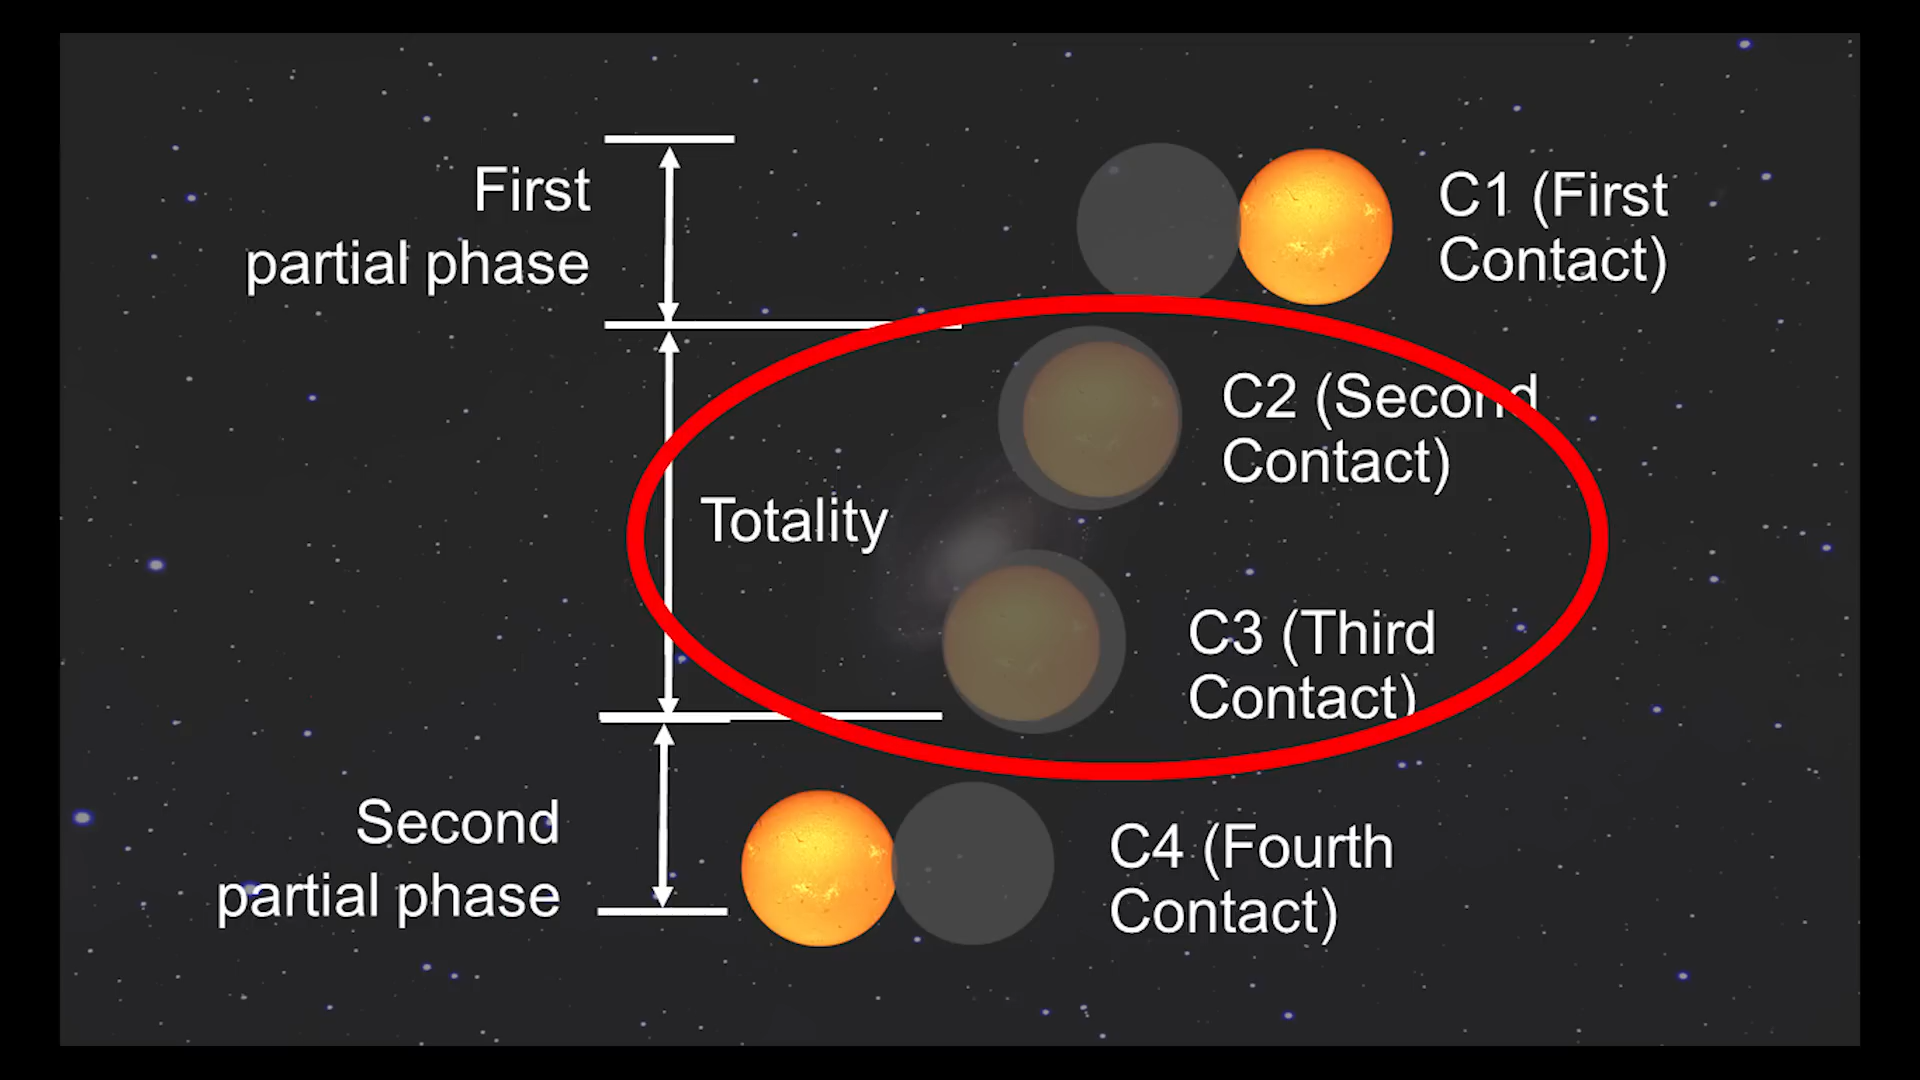 First
partial phase
C1 (First
Contact)
C2 (Second
Contact)
Totality
C3 (Third
Contact)
Second
partial phase
C4 (Fourth
Contact)